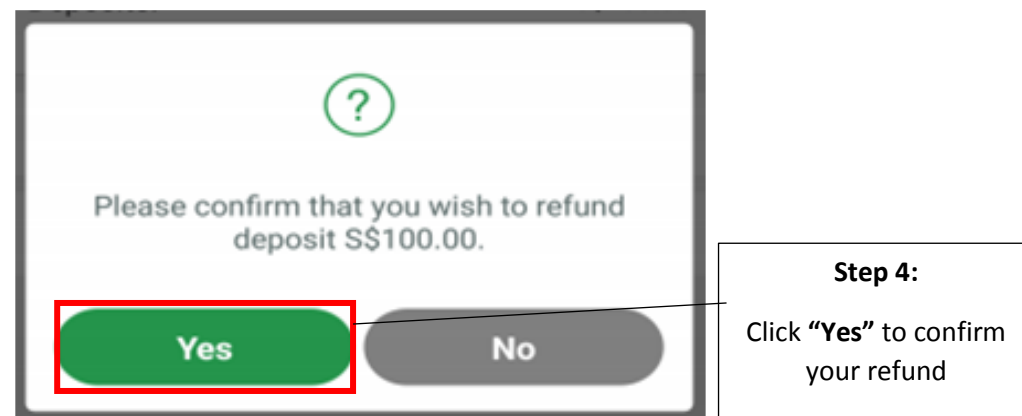 ?
Please confirm that you wish to refund
deposit S$100.00.
Yes
No
Step 4:
Click “Yes” to confirm
your refund